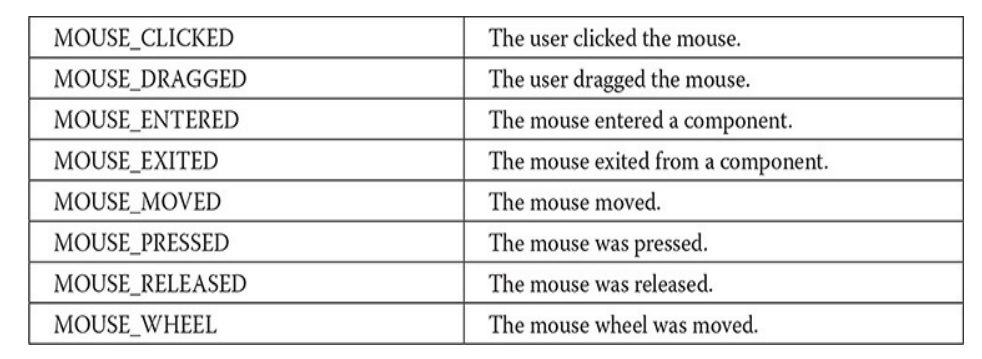 MOUSE_CLICKED The user clicked the mouse.
MOUSE_DRAGGED The user dragged the mouse.
MOUSE_ENTERED The mouse entered a component.
MOUSE_EXITED The mouse exited from a component.
MOUSE_MOVED The mouse moved.
MOUSE_PRESSED The mouse was pressed.
MOUSE_RELEASED The mouse was released.
MOUSE_WHEEL The mouse wheel was moved.